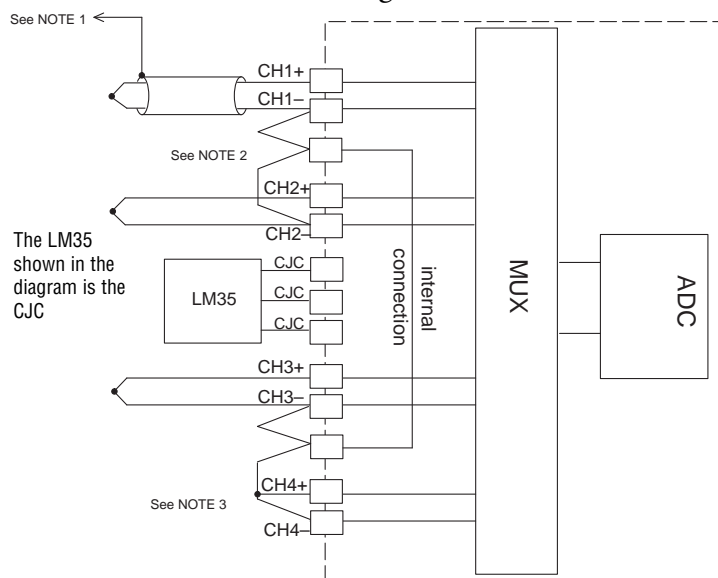 See NOTE 1
CH1+
CH1–
See NOTE 2
CH2+
CH2–
The LM35
shown in the
diagram is the
CJC
LM35
CJC
CJC
CJC
internal
connection
MUX
ADC
CH3+
CH3–
CH4+
See NOTE 3
CH4–